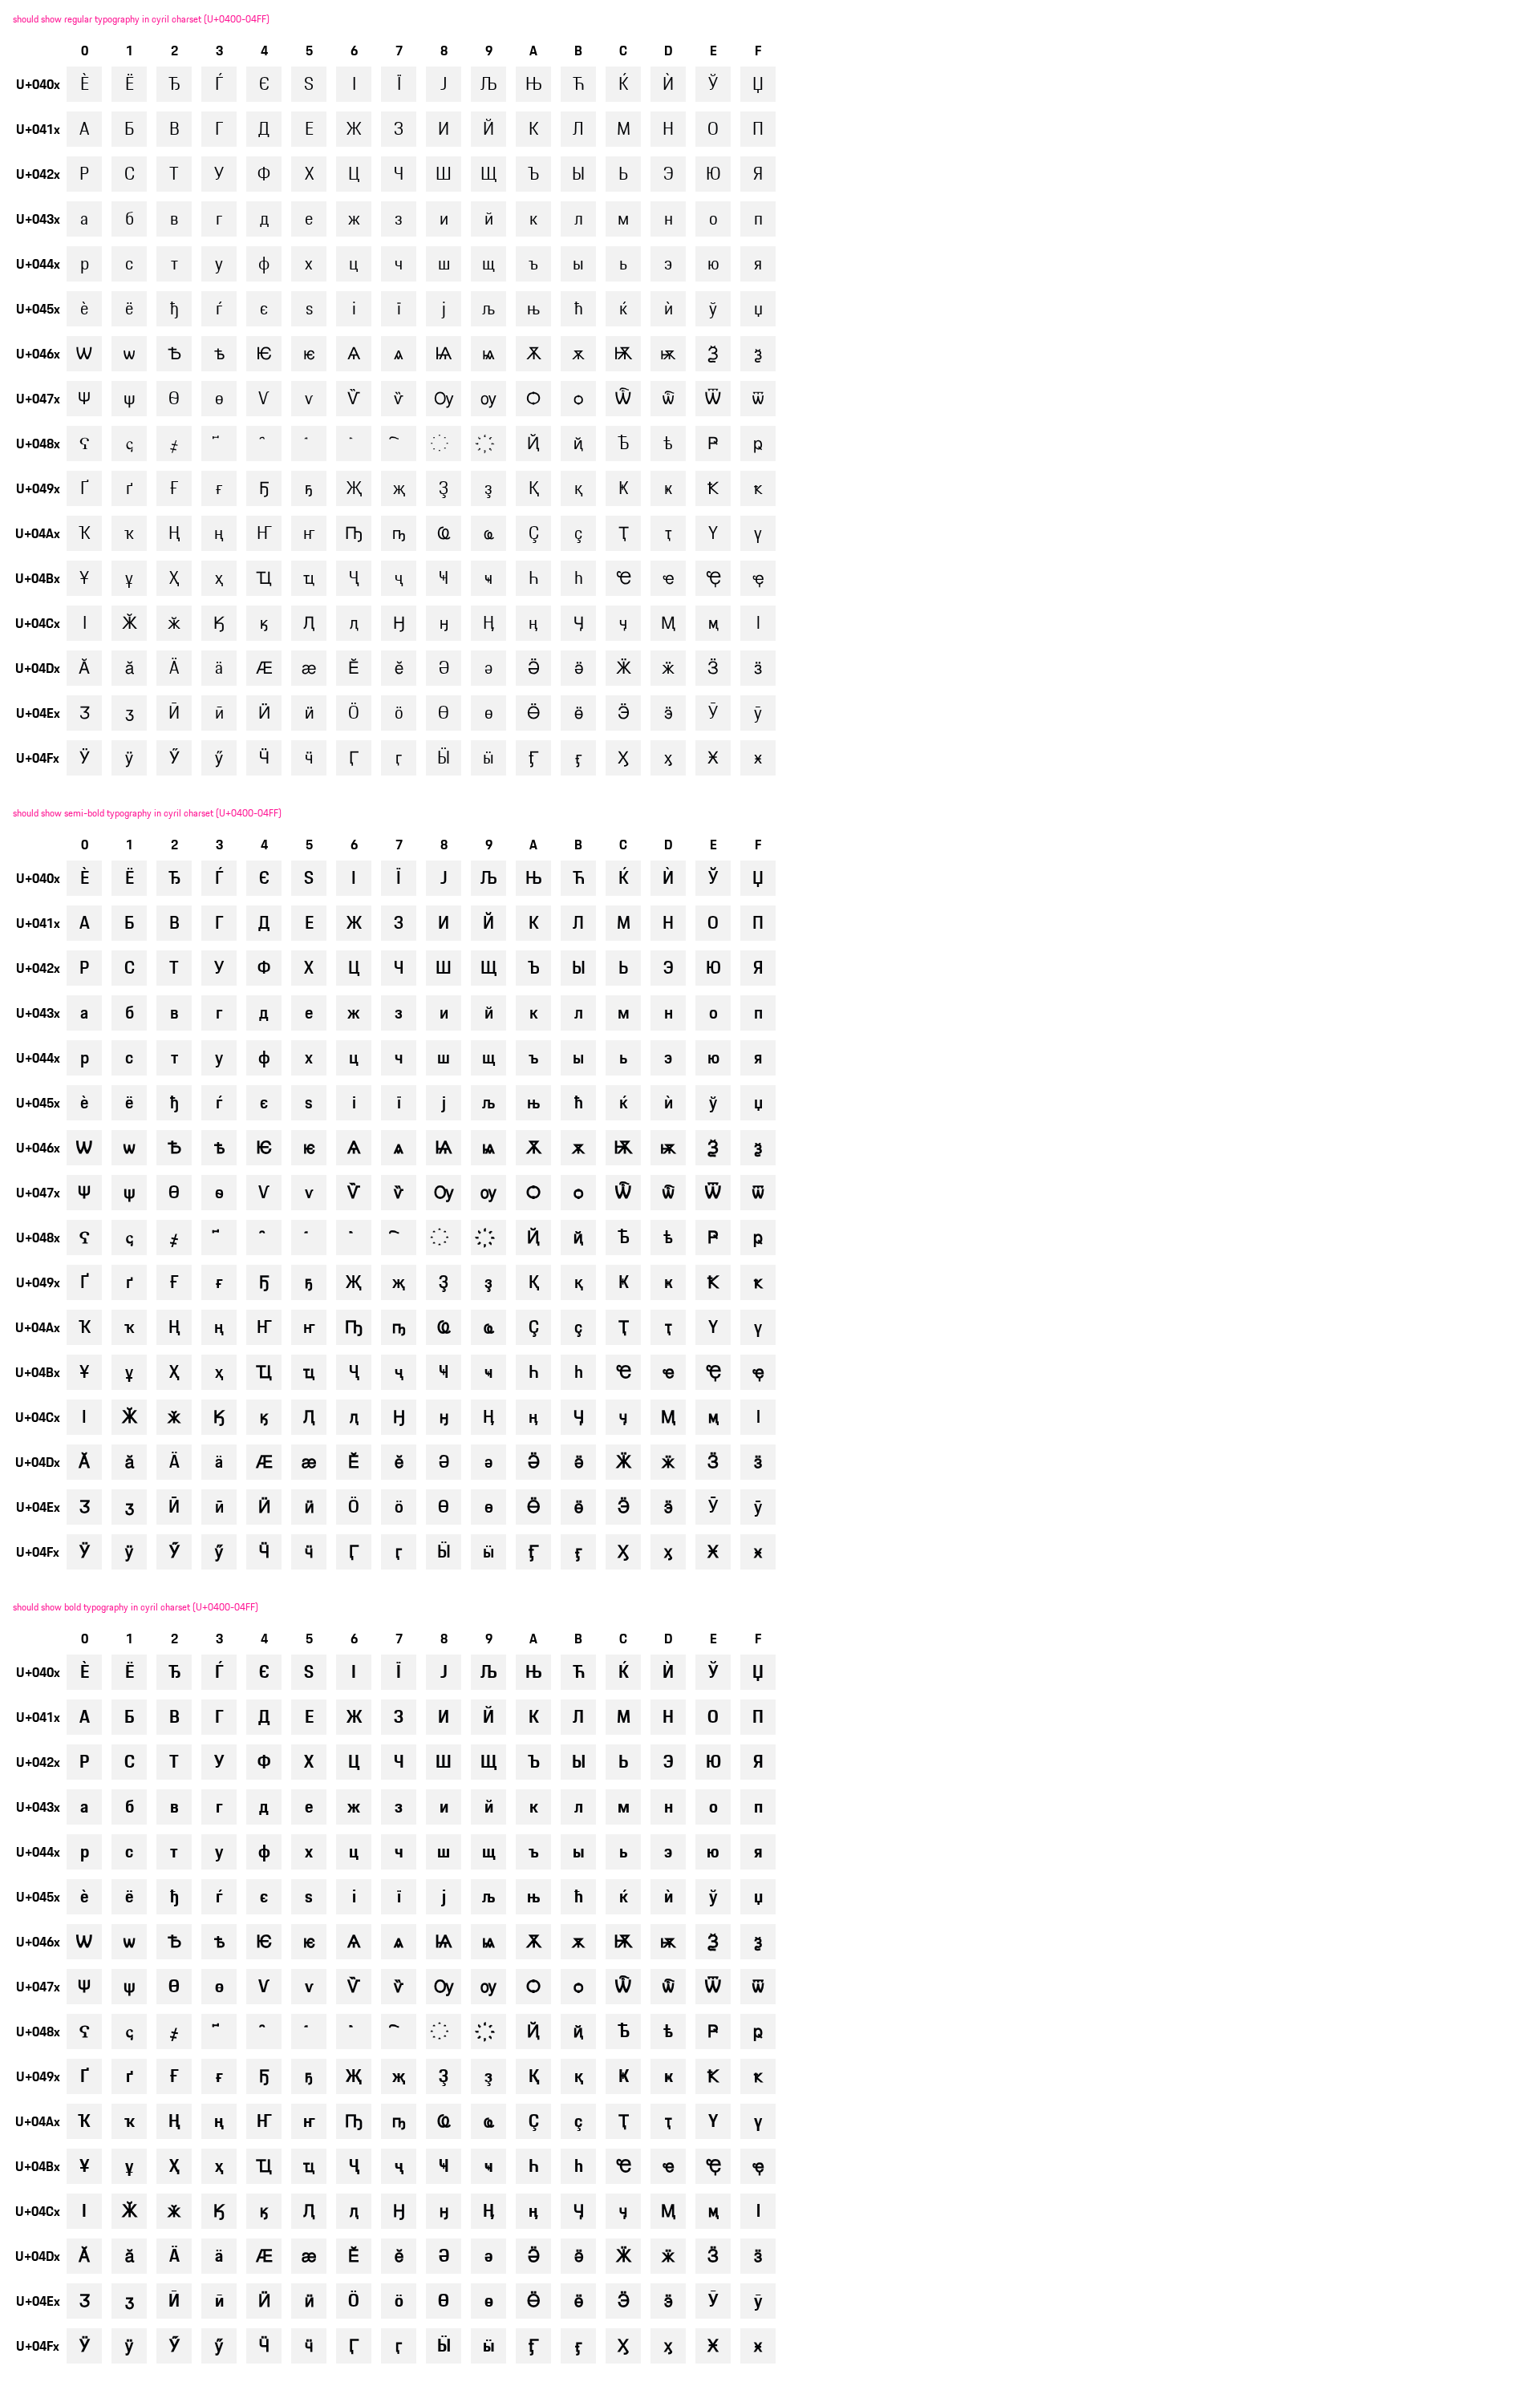 should show regular typography in cyril charset (U+0400-04FF)
0 1 2 3 4 5 6 7 8 9 A B C D E F
U+040x Ѐ Ё Ђ Ѓ Є Ѕ І Ї Ј Љ Њ Ћ Ќ Ѝ Ў Џ
U+041x А Б В Г Д Е Ж З И Й К Л М Н О П
U+042x Р С Т У Ф Х Ц Ч Ш Щ Ъ Ы Ь Э Ю Я
U+043x а б в г д е ж з и й к л м н о п
U+044x р с т у ф х ц ч ш щ ъ ы ь э ю я
U+045x ѐ ё ђ ѓ є ѕ і ї ј љ њ ћ ќ ѝ ў џ
U+046x Ѡ ѡ Ѣ ѣ Ѥ ѥ Ѧ ѧ Ѩ ѩ Ѫ ѫ Ѭ ѭ Ѯ ѯ
U+047x Ѱ ѱ Ѳ ѳ Ѵ ѵ Ѷ ѷ Ѹ ѹ Ѻ ѻ Ѽ ѽ Ѿ ѿ
U+048x Ҁ ҁ ҂ ҃ ҄ ҅ ҆ ҇ ҈ ҉ Ҋ ҋ Ҍ ҍ Ҏ ҏ
U+049x Ґ ґ Ғ ғ Ҕ ҕ Җ җ Ҙ ҙ Қ қ Ҝ ҝ Ҟ ҟ
U+04Ax Ҡ ҡ Ң ң Ҥ ҥ Ҧ ҧ Ҩ ҩ Ҫ ҫ Ҭ ҭ Ү ү
U+04Bx Ұ ұ Ҳ ҳ Ҵ ҵ Ҷ ҷ Ҹ ҹ Һ һ Ҽ ҽ Ҿ ҿ
U+04Cx Ӏ Ӂ ӂ Ӄ ӄ Ӆ ӆ Ӈ ӈ Ӊ ӊ Ӌ ӌ Ӎ ӎ ӏ
U+04Dx Ӑ ӑ Ӓ ӓ Ӕ ӕ Ӗ ӗ Ә ә Ӛ ӛ Ӝ ӝ Ӟ ӟ
U+04Ex Ӡ ӡ Ӣ ӣ Ӥ ӥ Ӧ ӧ Ө ө Ӫ ӫ Ӭ ӭ Ӯ ӯ
U+04Fx Ӱ ӱ Ӳ ӳ Ӵ ӵ Ӷ ӷ Ӹ ӹ Ӻ ӻ Ӽ ӽ Ӿ ӿ
should show semi-bold typography in cyril charset (U+0400-04FF)
0 1 2 3 4 5 6 7 8 9 A B C D E F
U+040x Ѐ Ё Ђ Ѓ Є Ѕ І Ї Ј Љ Њ Ћ Ќ Ѝ Ў Џ
U+041x А Б В Г Д Е Ж З И Й К Л М Н О П
U+042x Р С Т У Ф Х Ц Ч Ш Щ Ъ Ы Ь Э Ю Я
U+043x а б в г д е ж з и й к л м н о п
U+044x р с т у ф х ц ч ш щ ъ ы ь э ю я
U+045x ѐ ё ђ ѓ є ѕ і ї ј љ њ ћ ќ ѝ ў џ
U+046x Ѡ ѡ Ѣ ѣ Ѥ ѥ Ѧ ѧ Ѩ ѩ Ѫ ѫ Ѭ ѭ Ѯ ѯ
U+047x Ѱ ѱ Ѳ ѳ Ѵ ѵ Ѷ ѷ Ѹ ѹ Ѻ ѻ Ѽ ѽ Ѿ ѿ
U+048x Ҁ ҁ ҂ ҃ ҄ ҅ ҆ ҇ ҈ ҉ Ҋ ҋ Ҍ ҍ Ҏ ҏ
U+049x Ґ ґ Ғ ғ Ҕ ҕ Җ җ Ҙ ҙ Қ қ Ҝ ҝ Ҟ ҟ
U+04Ax Ҡ ҡ Ң ң Ҥ ҥ Ҧ ҧ Ҩ ҩ Ҫ ҫ Ҭ ҭ Ү ү
U+04Bx Ұ ұ Ҳ ҳ Ҵ ҵ Ҷ ҷ Ҹ ҹ Һ һ Ҽ ҽ Ҿ ҿ
U+04Cx Ӏ Ӂ ӂ Ӄ ӄ Ӆ ӆ Ӈ ӈ Ӊ ӊ Ӌ ӌ Ӎ ӎ ӏ
U+04Dx Ӑ ӑ Ӓ ӓ Ӕ ӕ Ӗ ӗ Ә ә Ӛ ӛ Ӝ ӝ Ӟ ӟ
U+04Ex Ӡ ӡ Ӣ ӣ Ӥ ӥ Ӧ ӧ Ө ө Ӫ ӫ Ӭ ӭ Ӯ ӯ
U+04Fx Ӱ ӱ Ӳ ӳ Ӵ ӵ Ӷ ӷ Ӹ ӹ Ӻ ӻ Ӽ ӽ Ӿ ӿ
should show bold typography in cyril charset (U+0400-04FF)
0 1 2 3 4 5 6 7 8 9 A B C D E F
U+040x Ѐ Ё Ђ Ѓ Є Ѕ І Ї Ј Љ Њ Ћ Ќ Ѝ Ў Џ
U+041x А Б В Г Д Е Ж З И Й К Л М Н О П
U+042x Р С Т У Ф Х Ц Ч Ш Щ Ъ Ы Ь Э Ю Я
U+043x а б в г д е ж з и й к л м н о п
U+044x р с т у ф х ц ч ш щ ъ ы ь э ю я
U+045x ѐ ё ђ ѓ є ѕ і ї ј љ њ ћ ќ ѝ ў џ
U+046x Ѡ ѡ Ѣ ѣ Ѥ ѥ Ѧ ѧ Ѩ ѩ Ѫ ѫ Ѭ ѭ Ѯ ѯ
U+047x Ѱ ѱ Ѳ ѳ Ѵ ѵ Ѷ ѷ Ѹ ѹ Ѻ ѻ Ѽ ѽ Ѿ ѿ
U+048x Ҁ ҁ ҂ ҃ ҄ ҅ ҆ ҇ ҈ ҉ Ҋ ҋ Ҍ ҍ Ҏ ҏ
U+049x Ґ ґ Ғ ғ Ҕ ҕ Җ җ Ҙ ҙ Қ қ Ҝ ҝ Ҟ ҟ
U+04Ax Ҡ ҡ Ң ң Ҥ ҥ Ҧ ҧ Ҩ ҩ Ҫ ҫ Ҭ ҭ Ү ү
U+04Bx Ұ ұ Ҳ ҳ Ҵ ҵ Ҷ ҷ Ҹ ҹ Һ һ Ҽ ҽ Ҿ ҿ
U+04Cx Ӏ Ӂ ӂ Ӄ ӄ Ӆ ӆ Ӈ ӈ Ӊ ӊ Ӌ ӌ Ӎ ӎ ӏ
U+04Dx Ӑ ӑ Ӓ ӓ Ӕ ӕ Ӗ ӗ Ә ә Ӛ ӛ Ӝ ӝ Ӟ ӟ
U+04Ex Ӡ ӡ Ӣ ӣ Ӥ ӥ Ӧ ӧ Ө ө Ӫ ӫ Ӭ ӭ Ӯ ӯ
U+04Fx Ӱ ӱ Ӳ ӳ Ӵ ӵ Ӷ ӷ Ӹ ӹ Ӻ ӻ Ӽ ӽ Ӿ ӿ